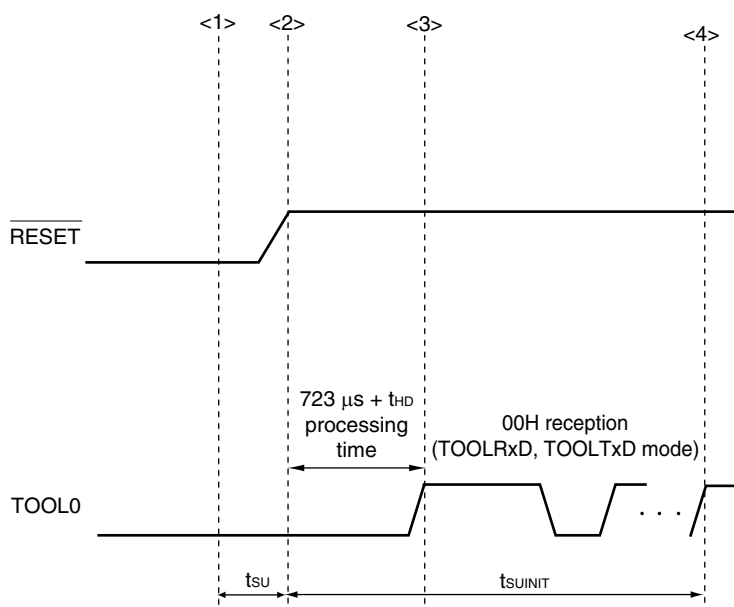 <1> <2> <3> <4>
RESET
723 μs + tHD
processing
time
00H reception
(TOOLRxD, TOOLTxD mode)
TOOL0
. . .
tSU tSUINIT